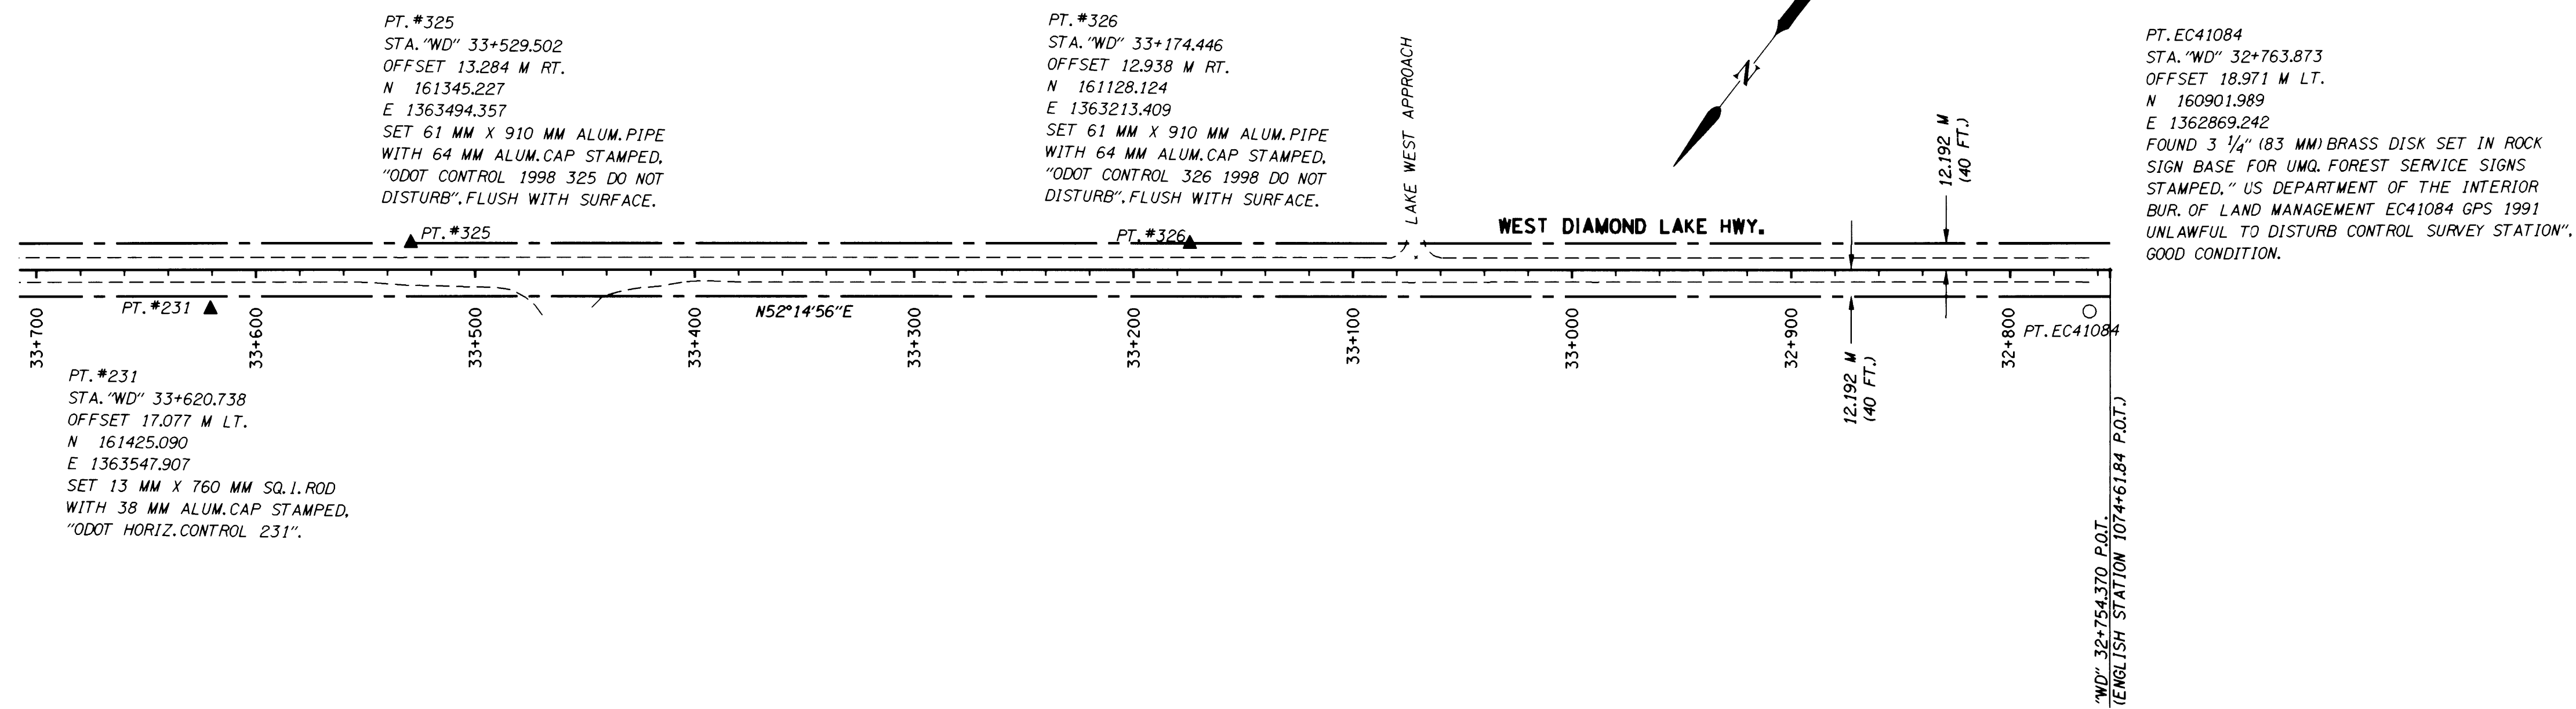 PT.#325
STA."WD" 33+529.502
OFFSET 13.284 M RT.
N 161345.227
E 1363494.357
SET 61 MM X 910 MM ALUM.PIPE
WITH 64 MM ALUM.CAP STAMPED,
"ODOT CONTROL 1998 325 DO NOT
DISTURB",FLUSH WITH SURFACE.
PT.#326
STA."WD" 33+174.446
OFFSET 12.938 M RT.
N 161128.124
E 1363213.409
SET 61 MM X 910 MM ALUM.PIPE
WITH 64 MM ALUM.CAP STAMPED,
"ODOT CONTROL 326 1998 DO NOT
DISTURB",FLUSH WITH SURFACE.
LAKE WEST APPROACH
N
PT.EC41084
STA."WD" 32+763.873
OFFSET 18.971 M LT.
N 160901.989
E 1362869.242
FOUND 3 1/4" (83 MM) BRASS DISK SET IN ROCK
SIGN BASE FOR UMQ. FOREST SERVICE SIGNS
STAMPED," US DEPARTMENT OF THE INTERIOR
BUR. OF LAND MANAGEMENT EC41084 GPS 1991
UNLAWFUL TO DISTURB CONTROL SURVEY STATION",
GOOD CONDITION.
12.192 M
(40 FT.)
WEST DIAMOND LAKE HWY.
PT.#325
PT.#326
PT.#231
N52°14'56"E
PT.EC41084
33+700
33+600
33+500
33+400
33+300
33+200
33+100
33+000
32+900
32+800
12.192 M
(40 FT.)
PT.#231
STA."WD" 33+620.738
OFFSET 17.077 M LT.
N 161425.090
E 1363547.907
SET 13 MM X 760 MM SQ.I.ROD
WITH 38 MM ALUM.CAP STAMPED,
"ODOT HORIZ.CONTROL 231".
"WD" 32+754.370 P.O.T.
(ENGLISH STATION 1074+61.84 P.O.T.)